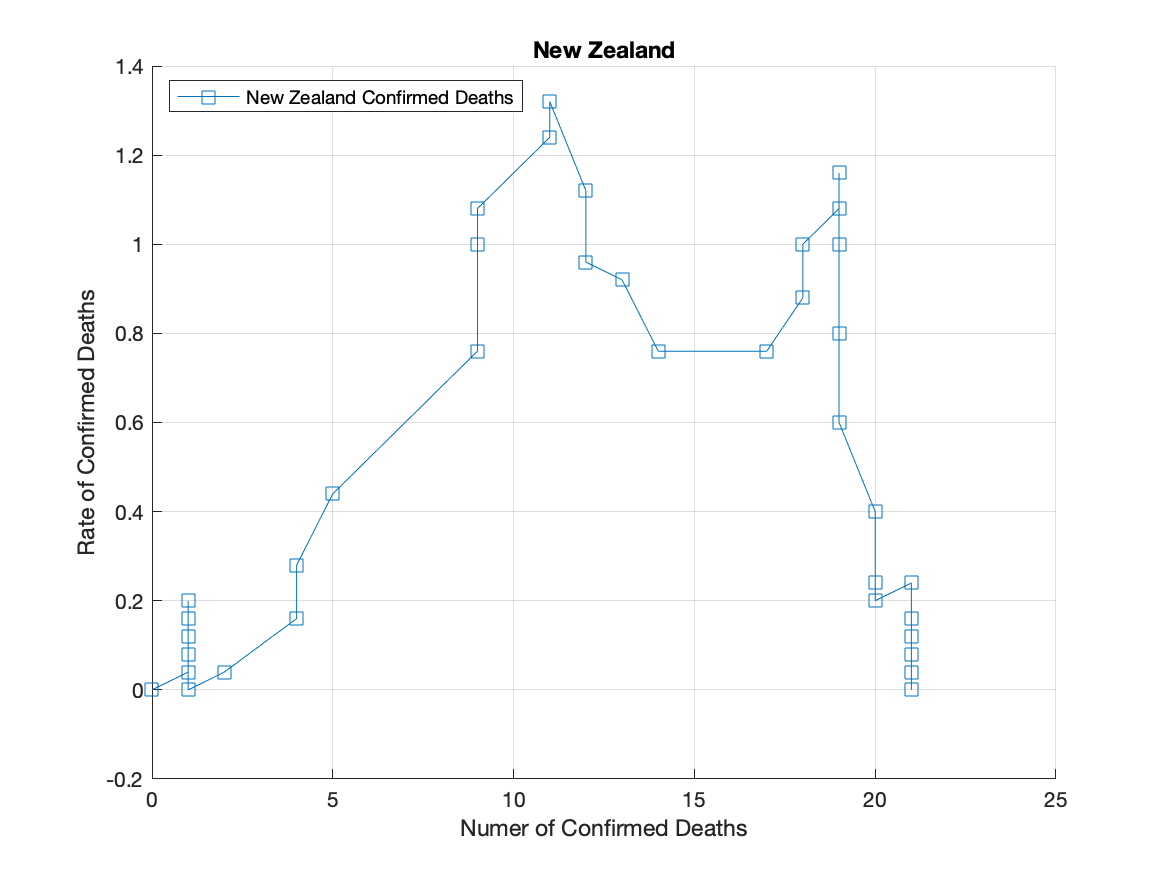 New Zealand
New Zealand Confirmed Deaths
1.4
1.2
1
0.8
0.6
0.4
0.2
0
-0.2
Rate of Confirmed Deaths
0 5 10 15 20 25
Numer of Confirmed Deaths